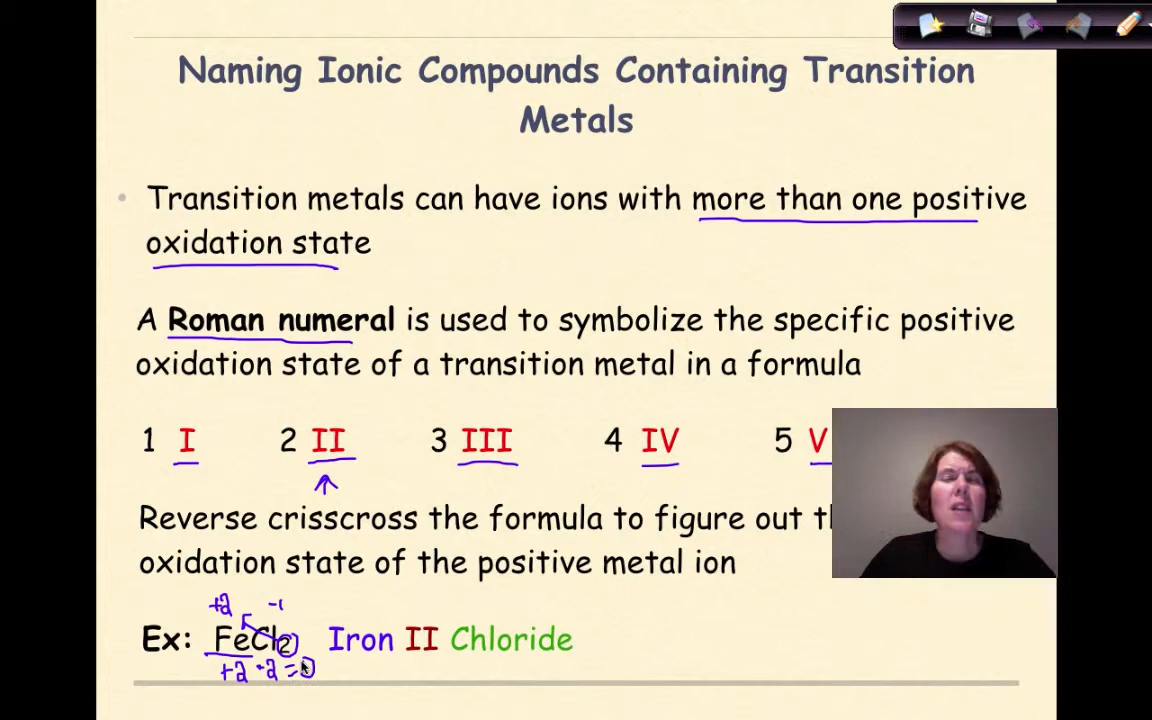 Naming Ionic Compounds Containing Transition
Metals
• Transition metals can have ions with more than one positive
oxidation state
A Roman numeral is used to symbolize the specific positive
oxidation state of a transition metal in a formula
1 I 2 II 3 III 4 IV 5 V
Reverse crisscross the formula to figure out
oxidation state of the positive metal ion
+2 -1
Ex: FeCl2 Iron II Chloride
+2 -2 = 0